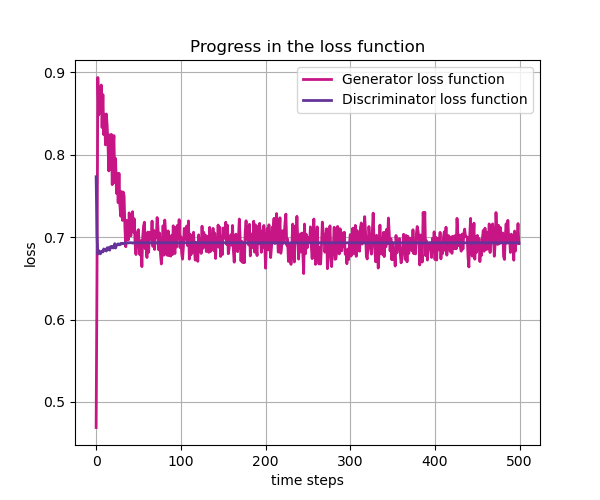 Progress in the loss function
Generator loss function
Discriminator loss function
0.9
0.8
0.7
0.6
0.5
loss
0 100 200 300 400 500
time steps